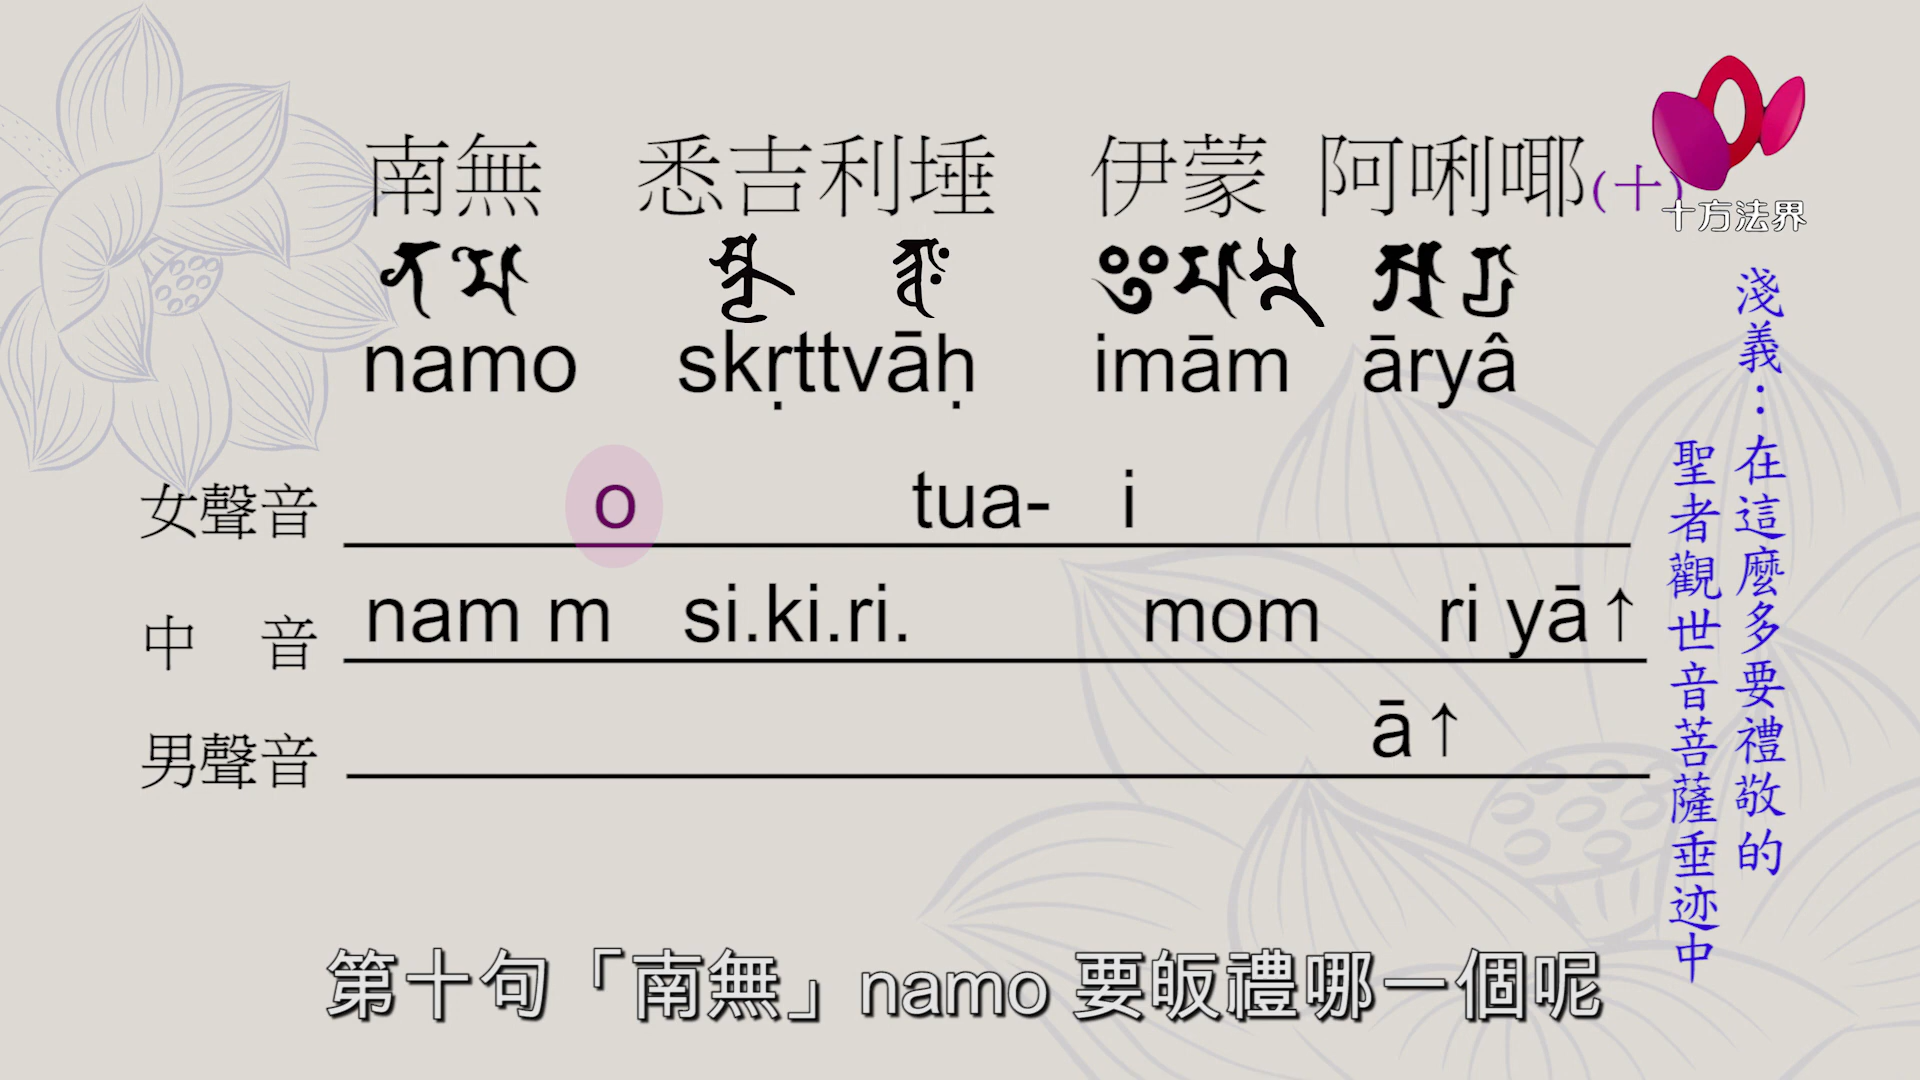 南無 悉吉利埵 伊蒙 阿唎耶(十)
十方法界
namo skṛttvāḥ imām āryâ
女聲音 o tua- i
中 音 nam m si.ki.ri. mom ri yā↑
男聲音 ā↑
淺義：在這麼多要禮敬的
聖者觀世音菩薩垂迹中
第十句「南無」namo 要皈禮哪一個呢